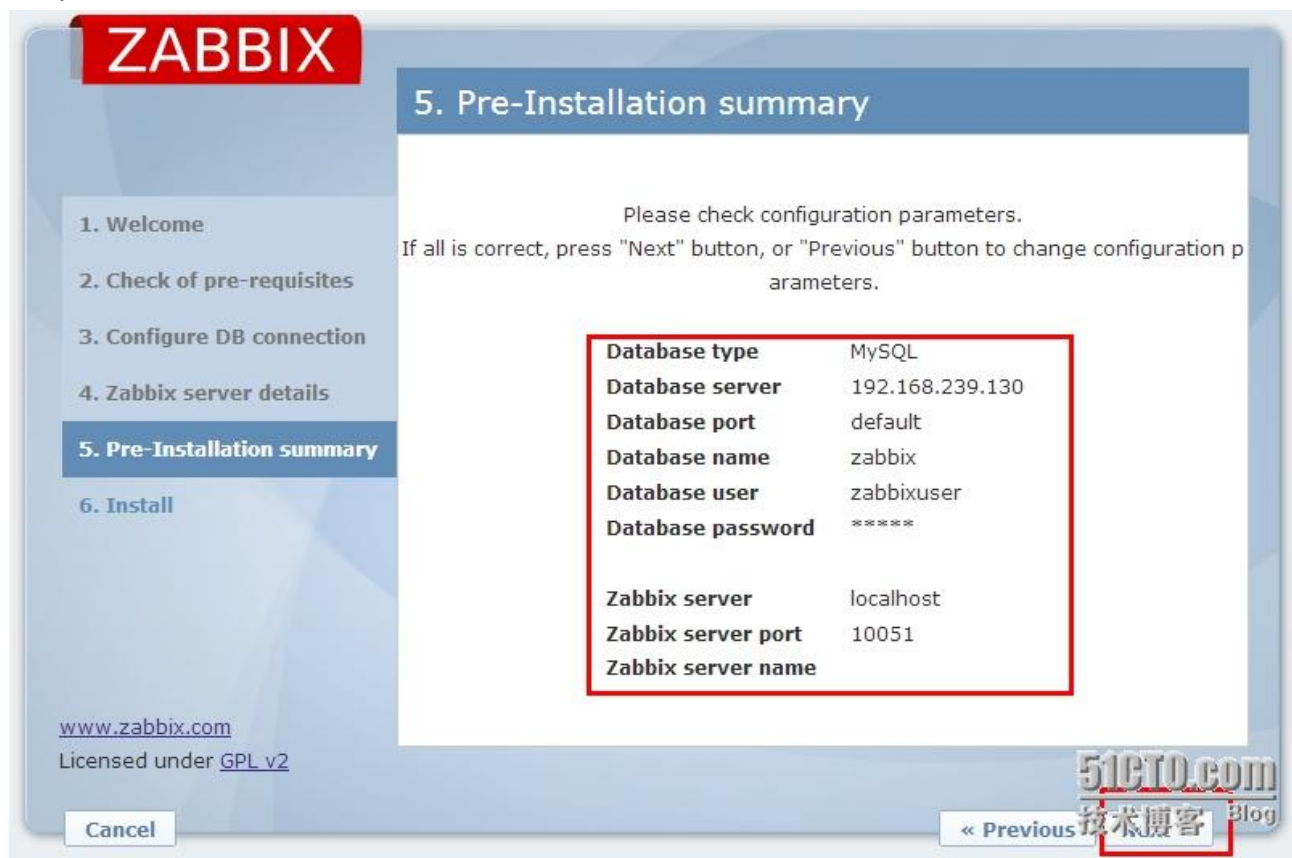 ZABBIX
5. Pre-Installation summary
1. Welcome
2. Check of pre-requisites
3. Configure DB connection
4. Zabbix server details
5. Pre-Installation summary
6. Install
Please check configuration parameters.
If all is correct, press "Next" button, or "Previous" button to change configuration p
arameters.
Database type MySQL
Database server 192.168.239.130
Database port default
Database name zabbix
Database user zabbixuser
Database password *****
Zabbix server localhost
Zabbix server port 10051
Zabbix server name
www.zabbix.com
Licensed under GPL v2
51CTO.com
技术博客 Blog
Cancel
« Previous